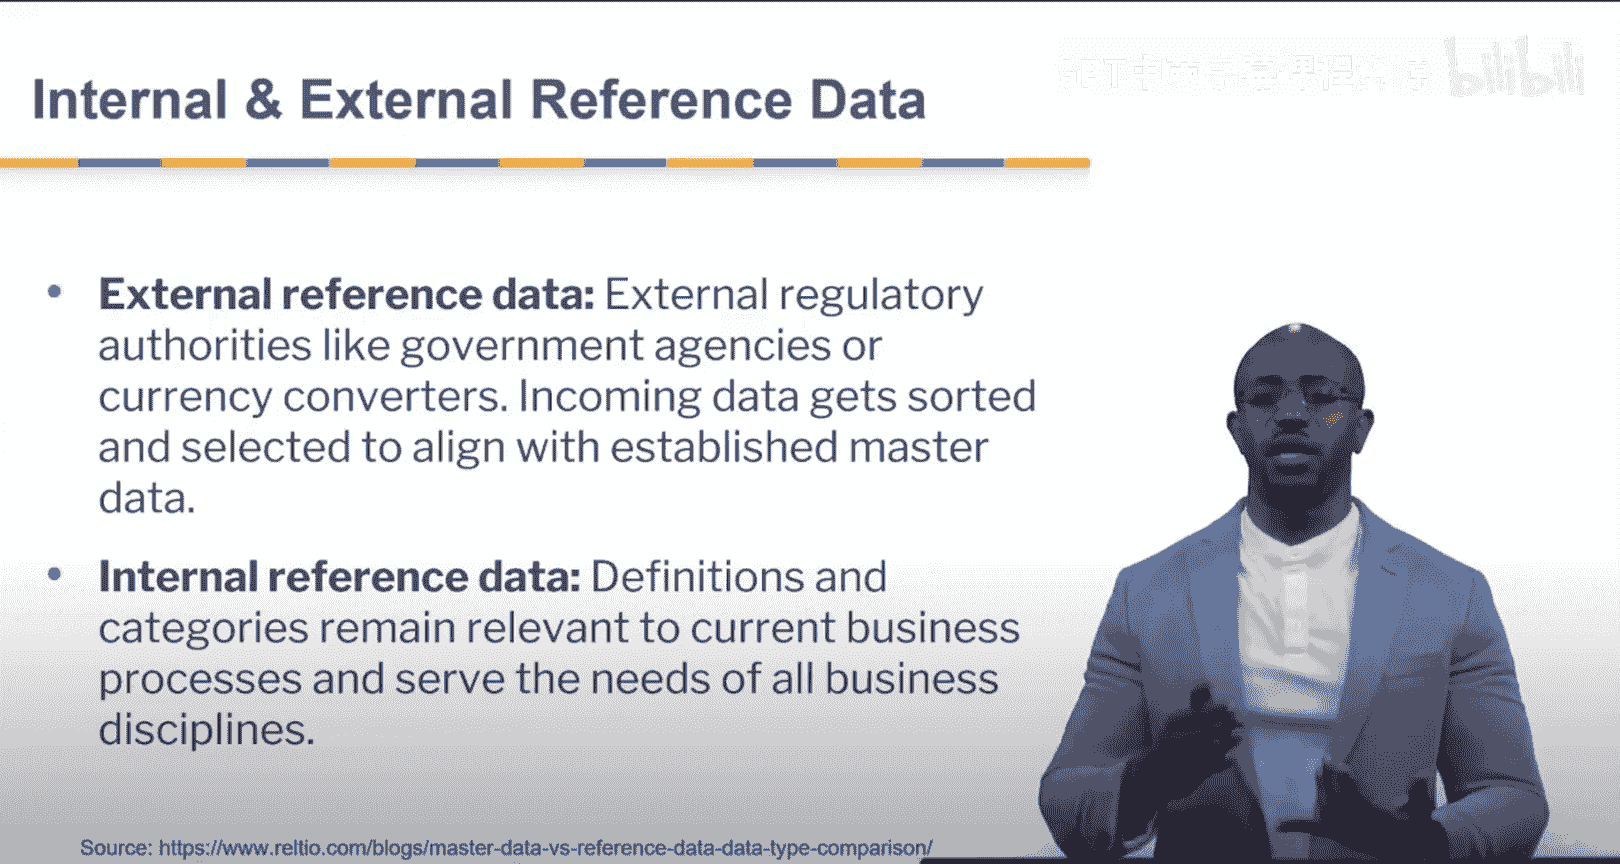 bilibili
Internal & External Reference Data
• External reference data: External regulatory
authorities like government agencies or
currency converters. Incoming data gets sorted
and selected to align with established master
data.
• Internal reference data: Definitions and
categories remain relevant to current business
processes and serve the needs of all business
disciplines.
Source: https://www.reltio.com/blogs/master-data-vs-reference-data-data-type-comparison/